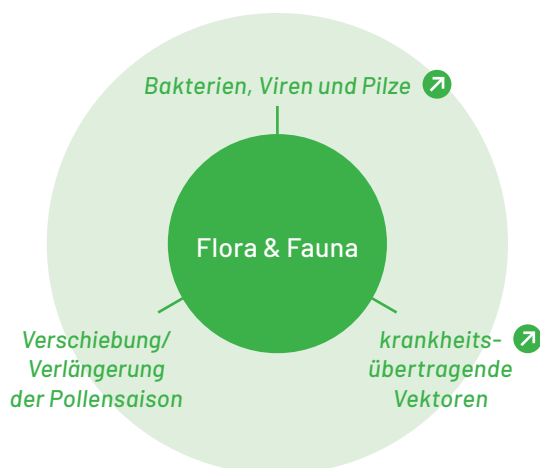 Bakterien, Viren und Pilze
Flora & Fauna
Verschiebung/
Verlängerung
der Pollensaison
krankheits-
übertragende
Vektoren